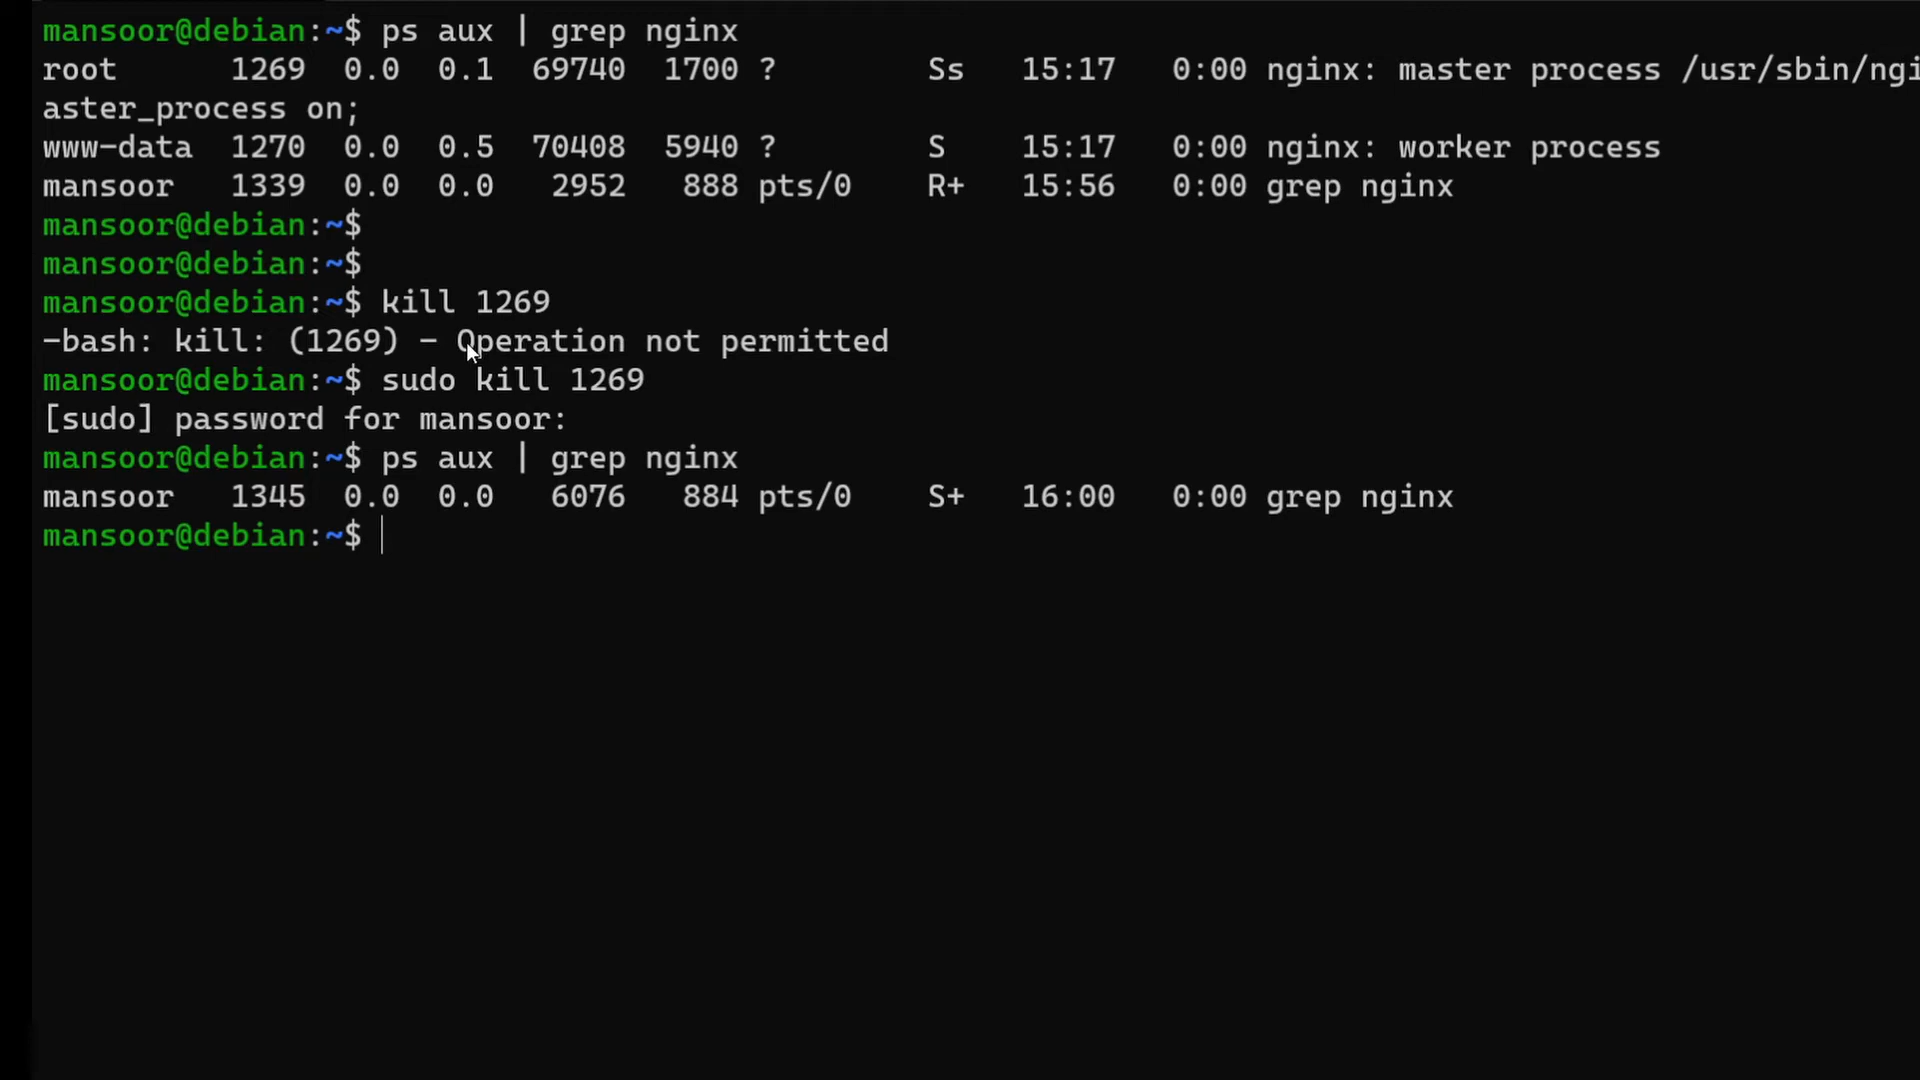 mansoor@debian:~$ ps aux | grep nginx
root      1269  0.0  0.1  69740  1700 ?        Ss   15:17   0:00 nginx: master process /usr/sbin/ngi
aster_process on;
www-data  1270  0.0  0.5  70408  5940 ?        S    15:17   0:00 nginx: worker process
mansoor   1339  0.0  0.0   2952   888 pts/0    R+   15:56   0:00 grep nginx
mansoor@debian:~$
mansoor@debian:~$
mansoor@debian:~$ kill 1269
-bash: kill: (1269) - Operation not permitted
mansoor@debian:~$ sudo kill 1269
[sudo] password for mansoor:
mansoor@debian:~$ ps aux | grep nginx
mansoor   1345  0.0  0.0   6076   884 pts/0    S+   16:00   0:00 grep nginx
mansoor@debian:~$